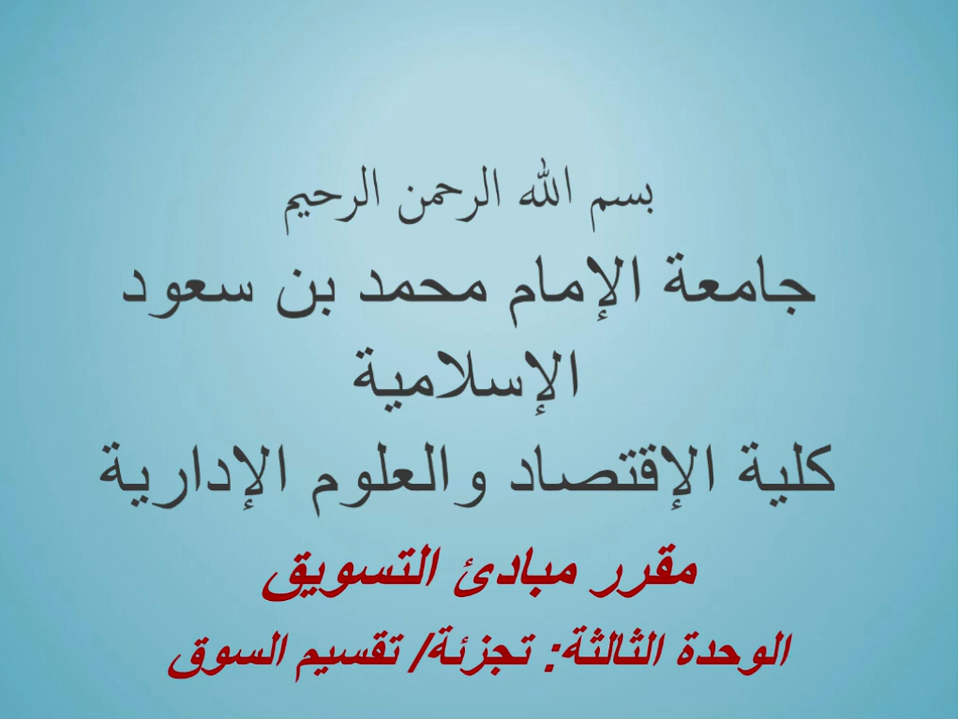 بسم الله الرحمن الرحيم
جامعة الإمام محمد بن سعود
الإسلامية
كلية الإقتصاد والعلوم الإدارية
مقرر مبادئ التسويق
الوحدة الثالثة: تجزئة/ تقسيم السوق